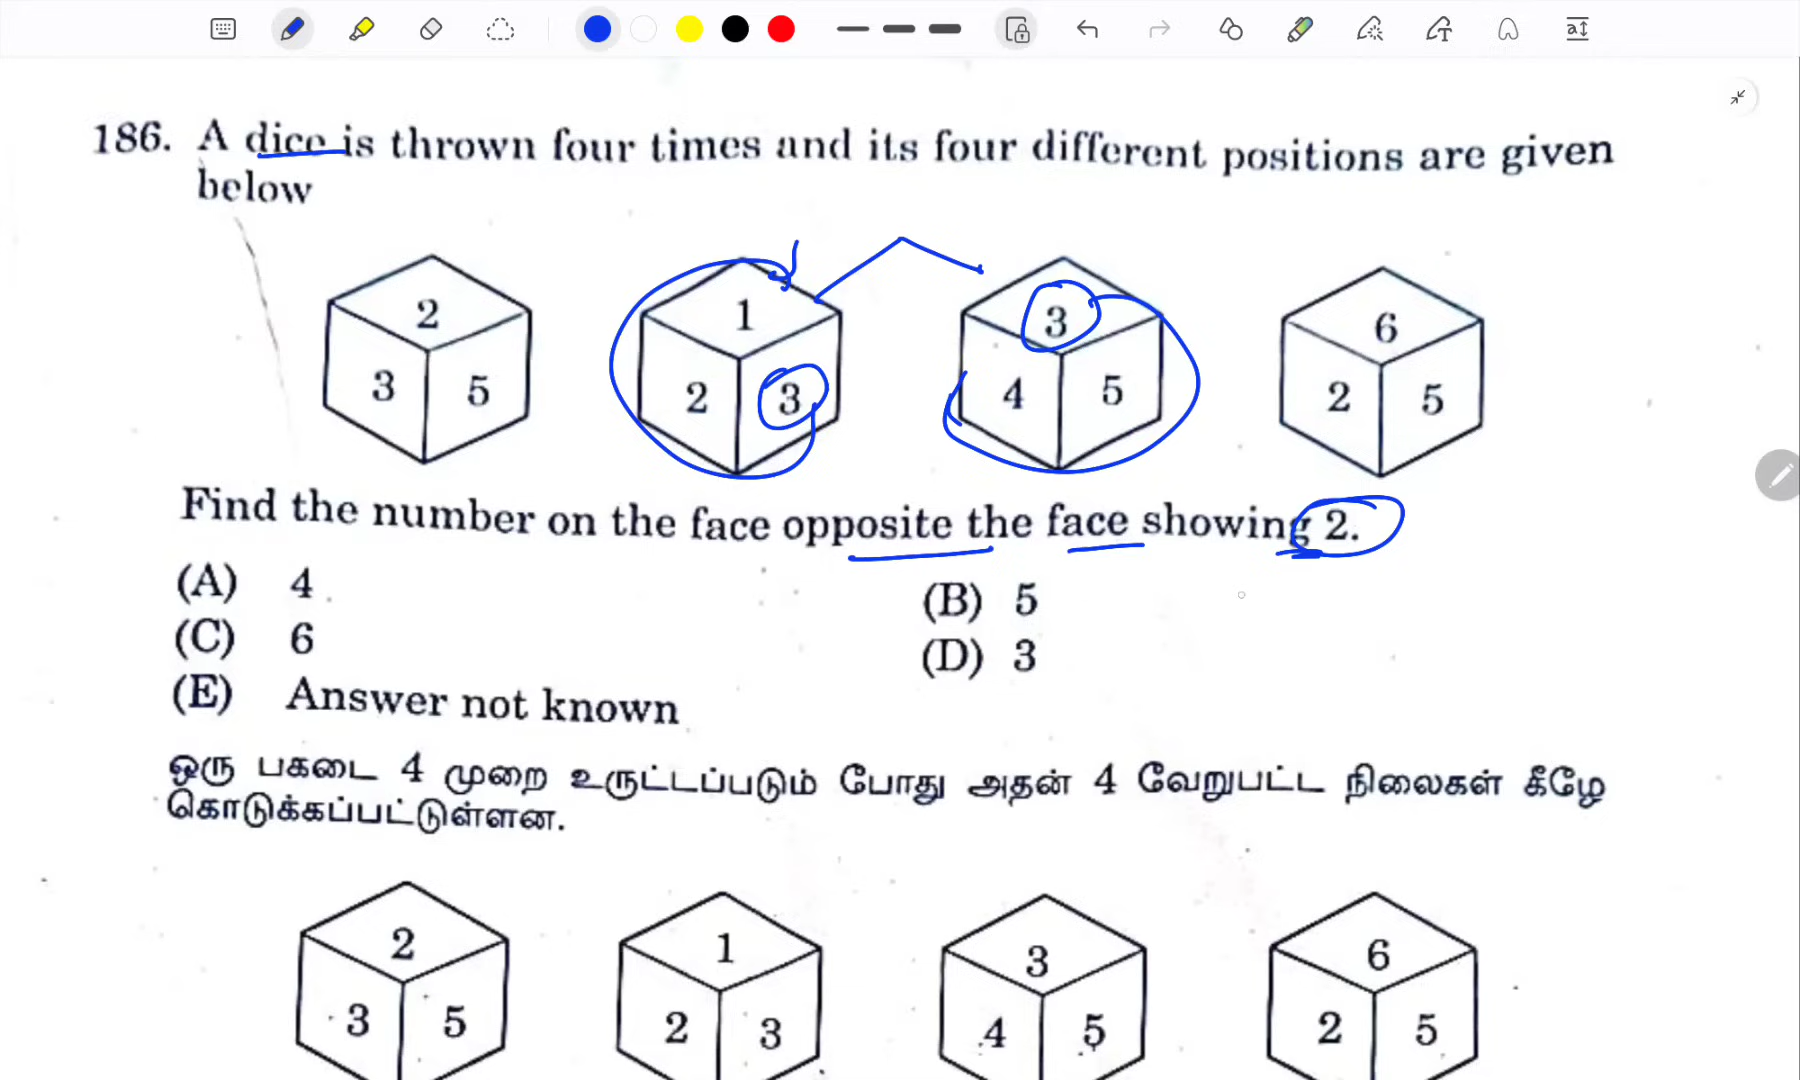 186. A dice is thrown four times and its four different positions are given
below
2
3 5
1
2 3
3
4 5
6
2 5
Find the number on the face opposite the face showing 2.
(A) 4
(B) 5
(C) 6
(D) 3
(E) Answer not known
ஒரு பகடை 4 முறை உருட்டப்படும் போது அதன் 4 வேறுபட்ட நிலைகள் கீழே
கொடுக்கப்பட்டுள்ளன.
2
3 5
1
2 3
3
4 5
6
2 5